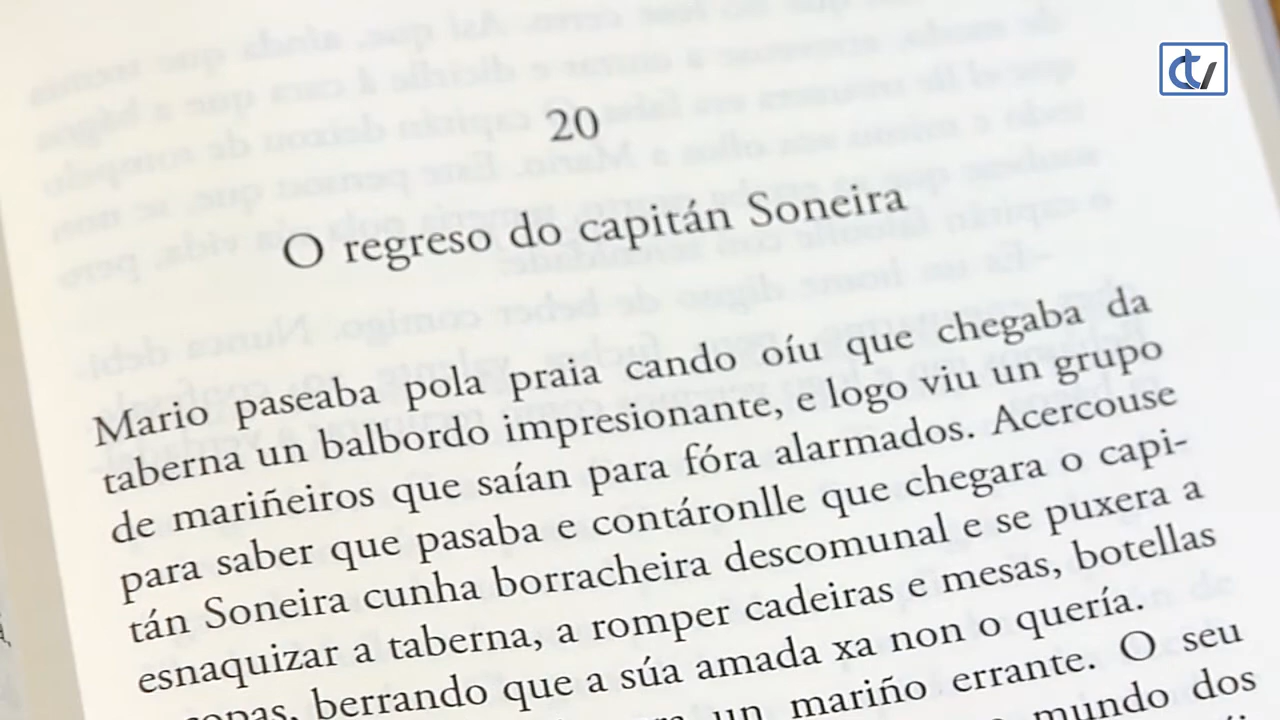 20
O regreso do capitán Soneira
Mario paseaba pola praia cando oíu que chegaba da
taberna un balbordo impresionante, e logo viu un grupo
de mariñeiros que saían para fóra alarmados. Acercouse
para saber que pasaba e contáronlle que chegara o capi-
tán Soneira cunha borracheira descomunal e se puxera a
esnaquizar a taberna, a romper cadeiras e mesas, botellas
copas, berrando que a súa amada xa non o quería.
un mariño errante. O seu
mundo dos
ctv